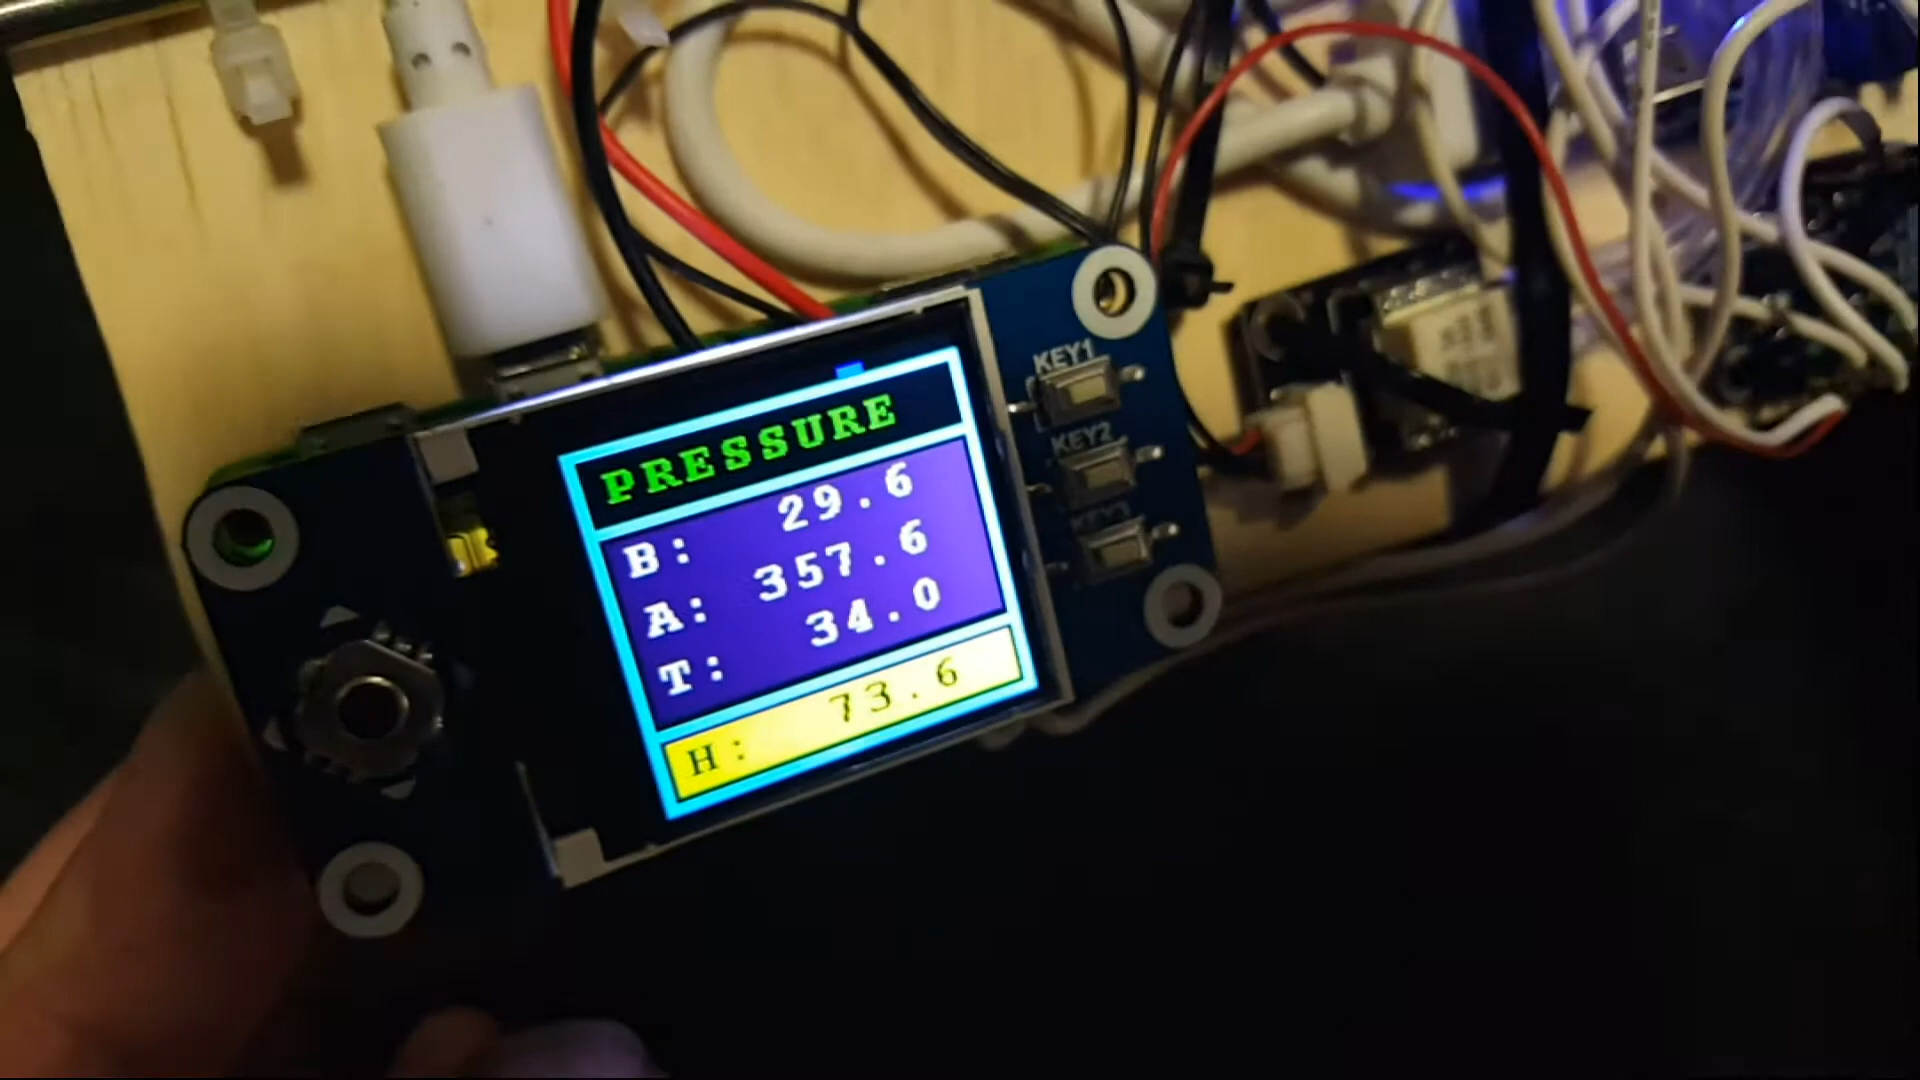 PRESSURE
B: 29.6
A: 357.6
T: 34.0
H: 73.6
KEY1
KEY2
KEY3